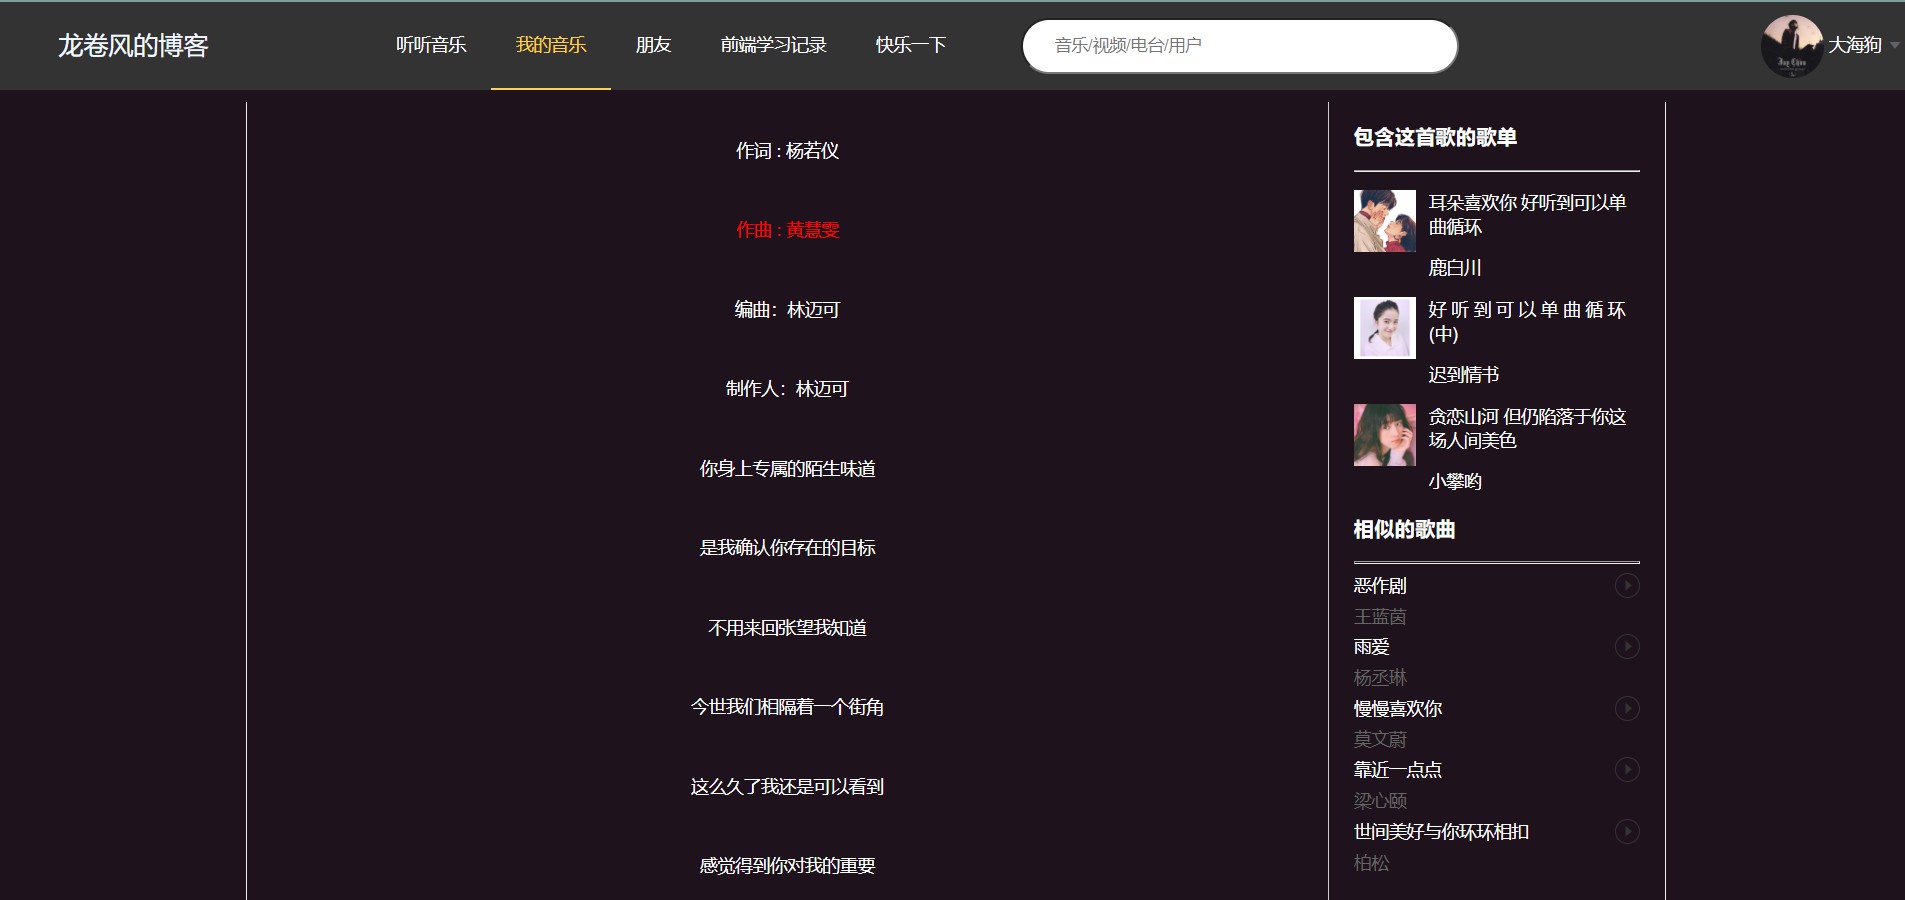 龙卷风的博客
听听音乐
我的音乐
朋友
前端学习记录
快乐一下
音乐/视频/电台/用户
大海狗
作词 : 杨若仪
作曲 : 黄慧雯
编曲：林迈可
制作人：林迈可
你身上专属的陌生味道
是我确认你存在的目标
不用来回张望我知道
今世我们相隔着一个街角
这么久了我还是可以看到
感觉得到你对我的重要
包含这首歌的歌单
耳朵喜欢你 好听到可以单
曲循环
鹿白川
好 听 到 可 以 单 曲 循 环
(中)
迟到情书
贪恋山河 但仍陷落于你这
场人间美色
小攀哟
相似的歌曲
恶作剧
王蓝茵
雨爱
杨丞琳
慢慢喜欢你
莫文蔚
靠近一点点
梁心颐
世间美好与你环环相扣
柏松